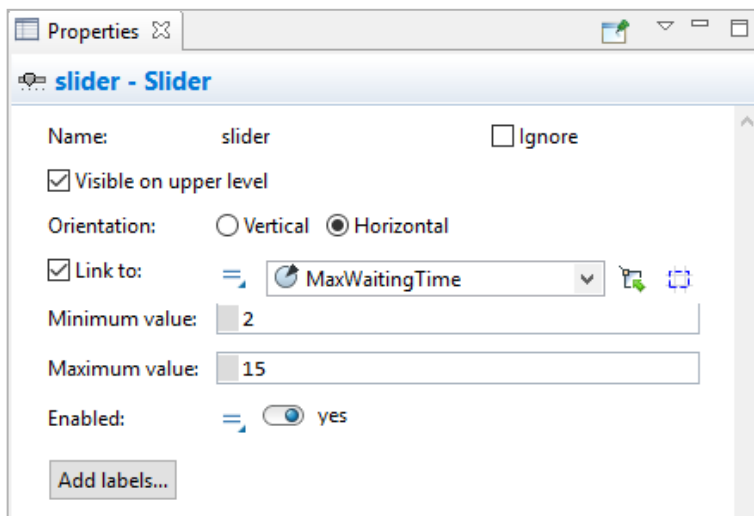 Properties
slider - Slider
Name: slider Ignore
Visible on upper level
Orientation: Vertical Horizontal
Link to: MaxWaitingTime
Minimum value: 2
Maximum value: 15
Enabled: yes
Add labels...